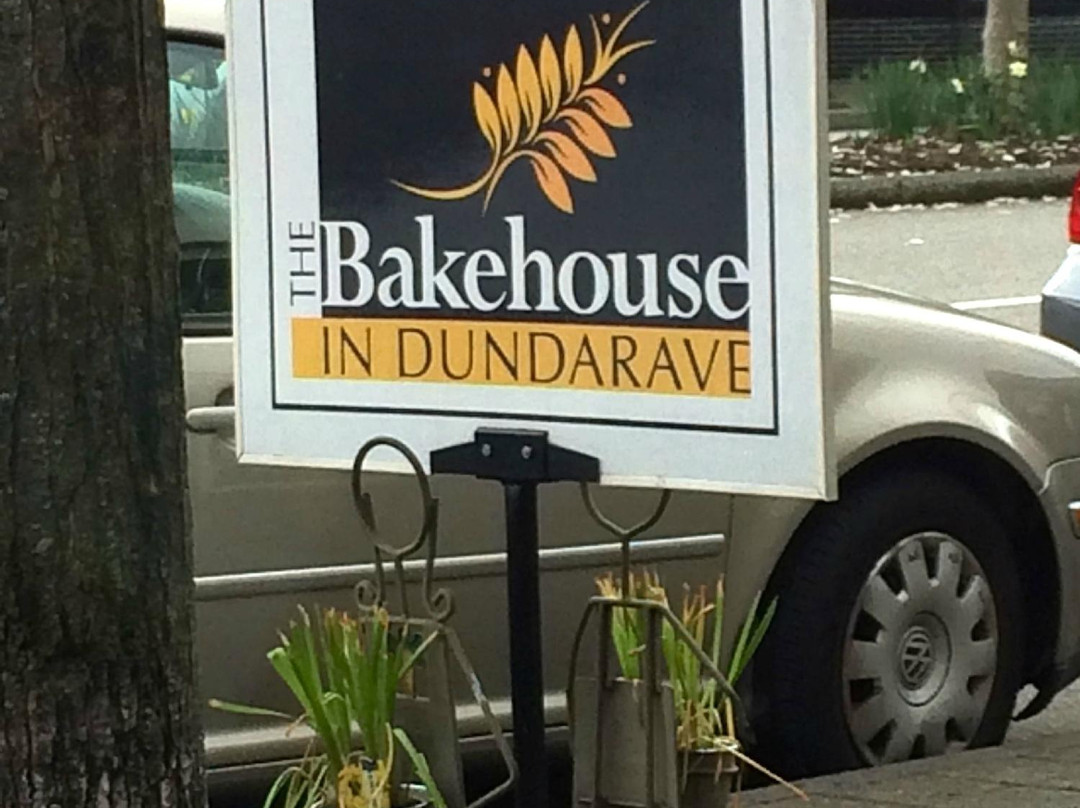 THE
Bakehouse
IN DUNDARAVE